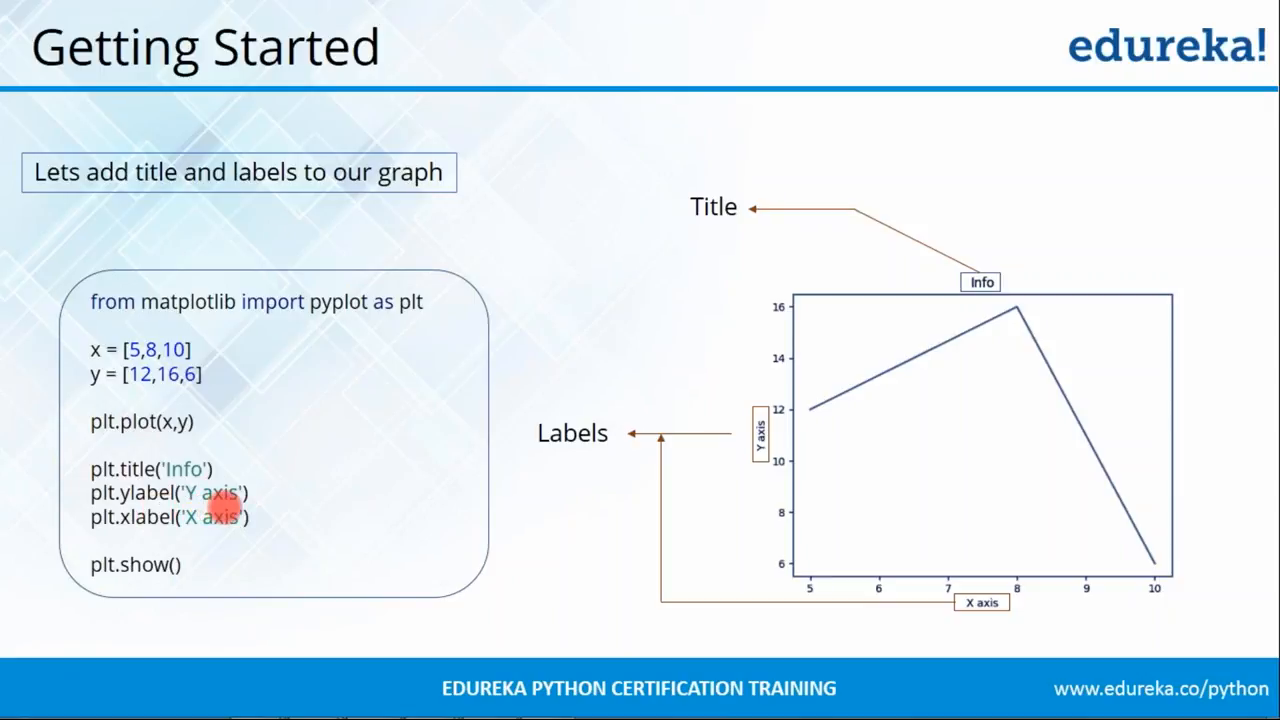 Getting Started
edureka!
Lets add title and labels to our graph
from matplotlib import pyplot as plt
x = [5,8,10]
y = [12,16,6]
plt.plot(x,y)
plt.title('Info')
plt.ylabel('Y axis')
plt.xlabel('X axis')
plt.show()
Title
Info
Labels
Y axis
16
14
12
10
8
6
5 6 7 8 9 10
X axis
EDUREKA PYTHON CERTIFICATION TRAINING
www.edureka.co/python